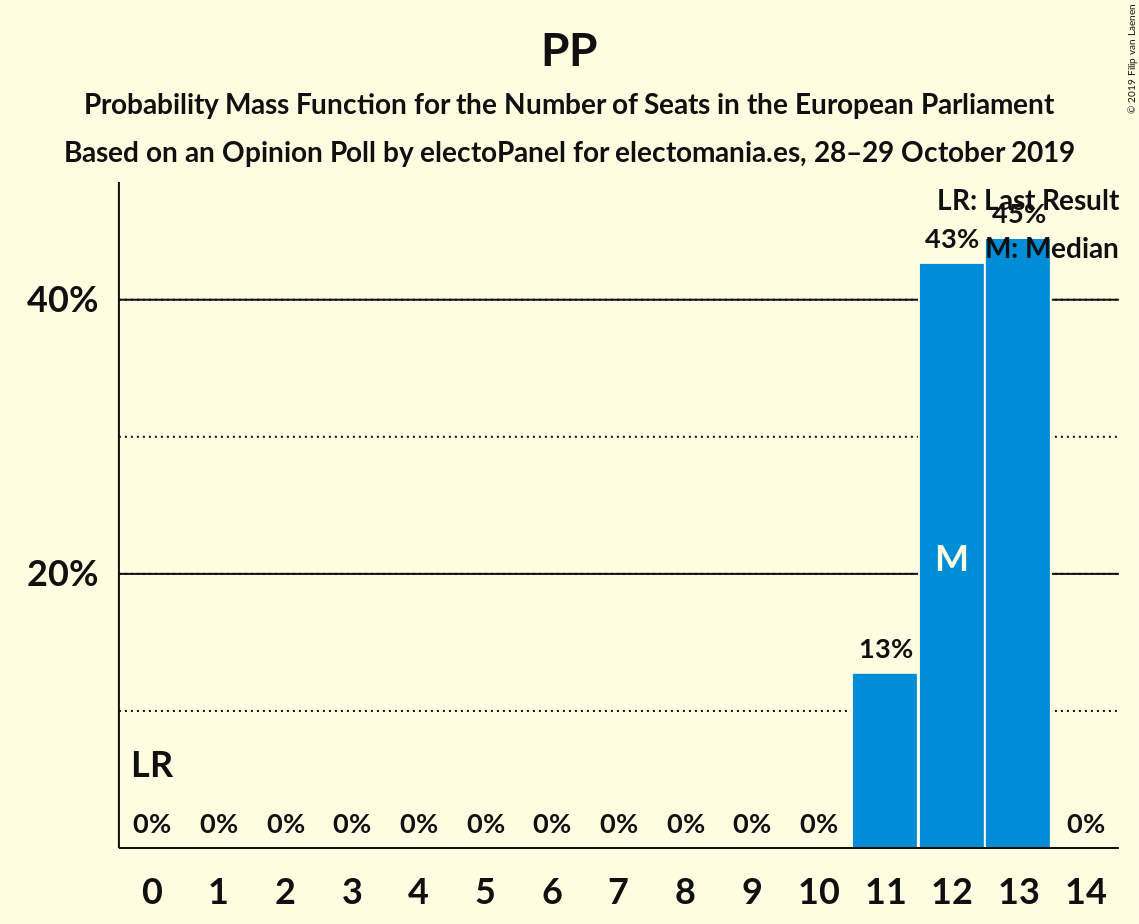 PP
Probability Mass Function for the Number of Seats in the European Parliament
Based on an Opinion Poll by electoPanel for electomania.es, 28–29 October 2019
© 2019 Filip van Laenen
LR: Last Result
M: Median
45%
43%
40%
20%
M
13%
LR
0% 0% 0% 0% 0% 0% 0% 0% 0% 0% 0% 0%
0 1 2 3 4 5 6 7 8 9 10 11 12 13 14